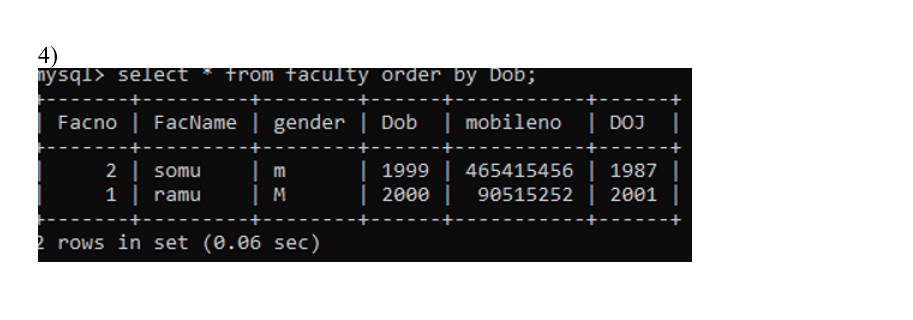 4)
mysql> select * from faculty order by Dob;
+-------+---------+--------+------+-----------+------+
| Facno | FacName | gender | Dob  | mobileno  | DOJ  |
+-------+---------+--------+------+-----------+------+
|     2 | somu    | m      | 1999 | 465415456 | 1987 |
|     1 | ramu    | M      | 2000 |  90515252 | 2001 |
+-------+---------+--------+------+-----------+------+
2 rows in set (0.06 sec)